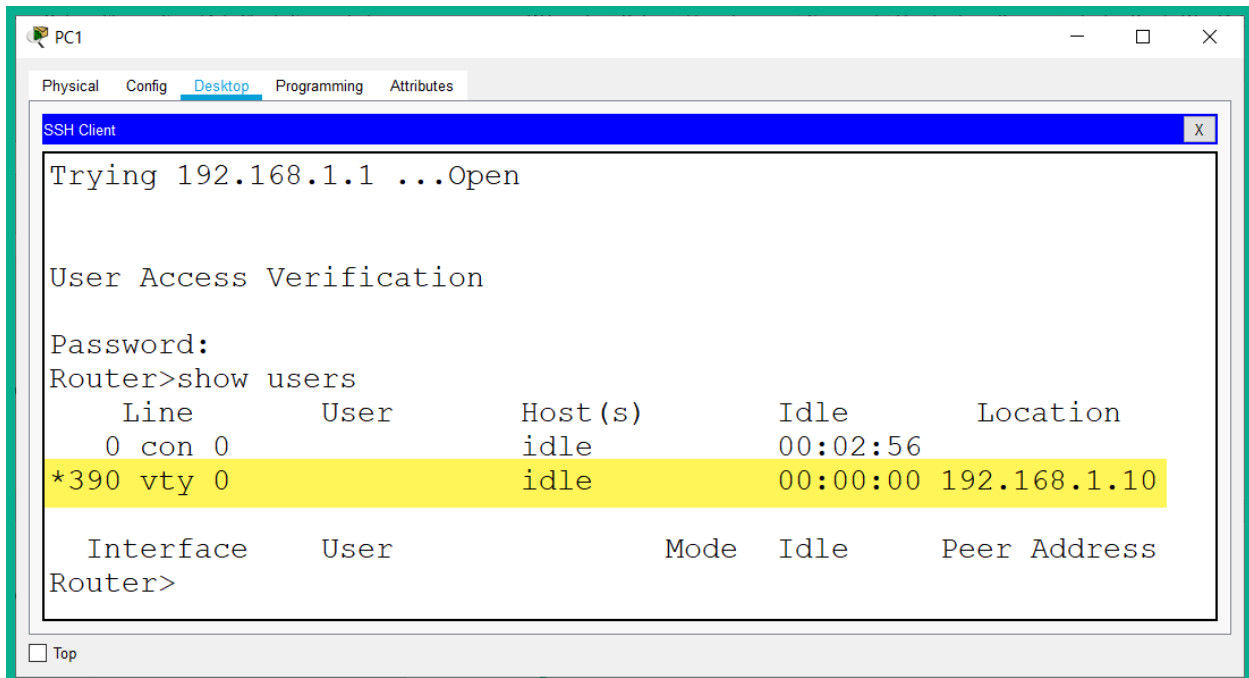 PC1
Physical Config Desktop Programming Attributes
SSH Client X
Trying 192.168.1.1 ...Open
User Access Verification
Password:
Router>show users
Line User Host(s) Idle Location
0 con 0 idle 00:02:56
*390 vty 0 idle 00:00:00 192.168.1.10
Interface User Mode Idle Peer Address
Router>
Top